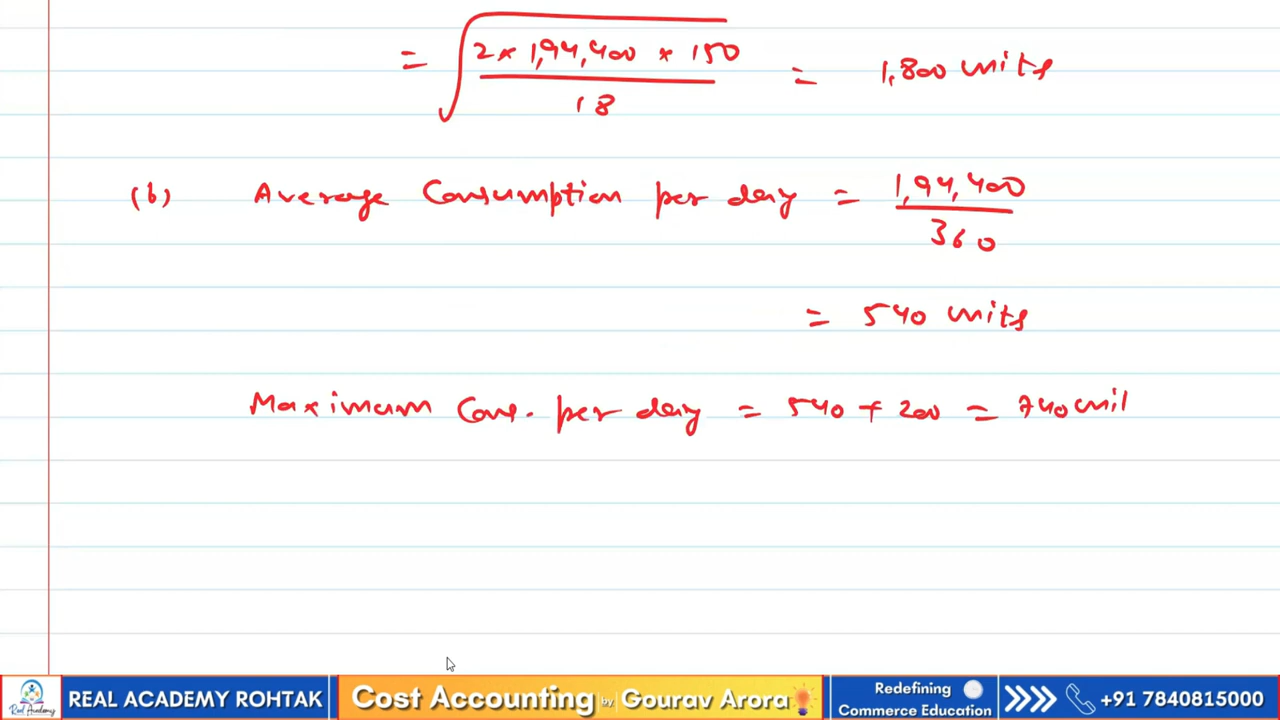 = √ 2 × 1,94,400 × 150 / 18 = 1,800 units
(b) Average Consumption per day = 1,94,400 / 360
= 540 units
Maximum Cons. per day = 540 + 200 = 740 unit
Real Academy
REAL ACADEMY ROHTAK
Cost Accounting by Gourav Arora
Redefining
Commerce Education
+91 7840815000